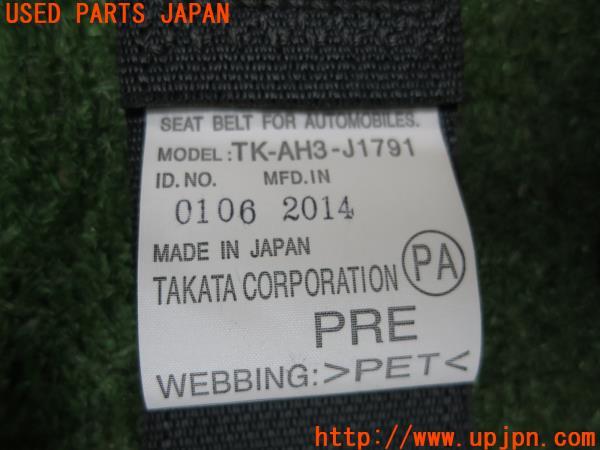 USED PARTS JAPAN
SEAT BELT FOR AUTOMOBILES.
MODEL:TK-AH3-J1791
ID.NO. MFD.IN
0106 2014
MADE IN JAPAN
TAKATA CORPORATION PA
PRE
WEBBING:>PET<
http://www.upjpn.com/